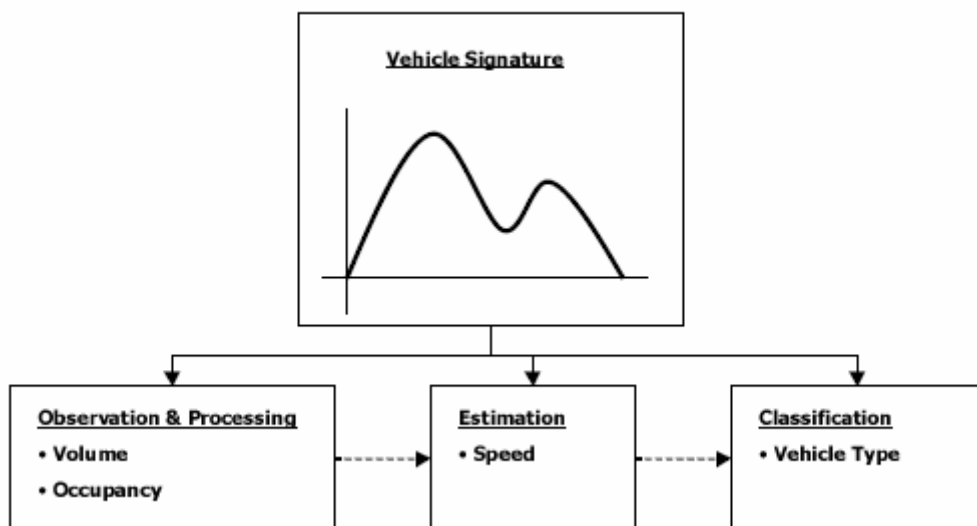 Vehicle Signature
Observation & Processing
• Volume
• Occupancy
Estimation
• Speed
Classification
• Vehicle Type